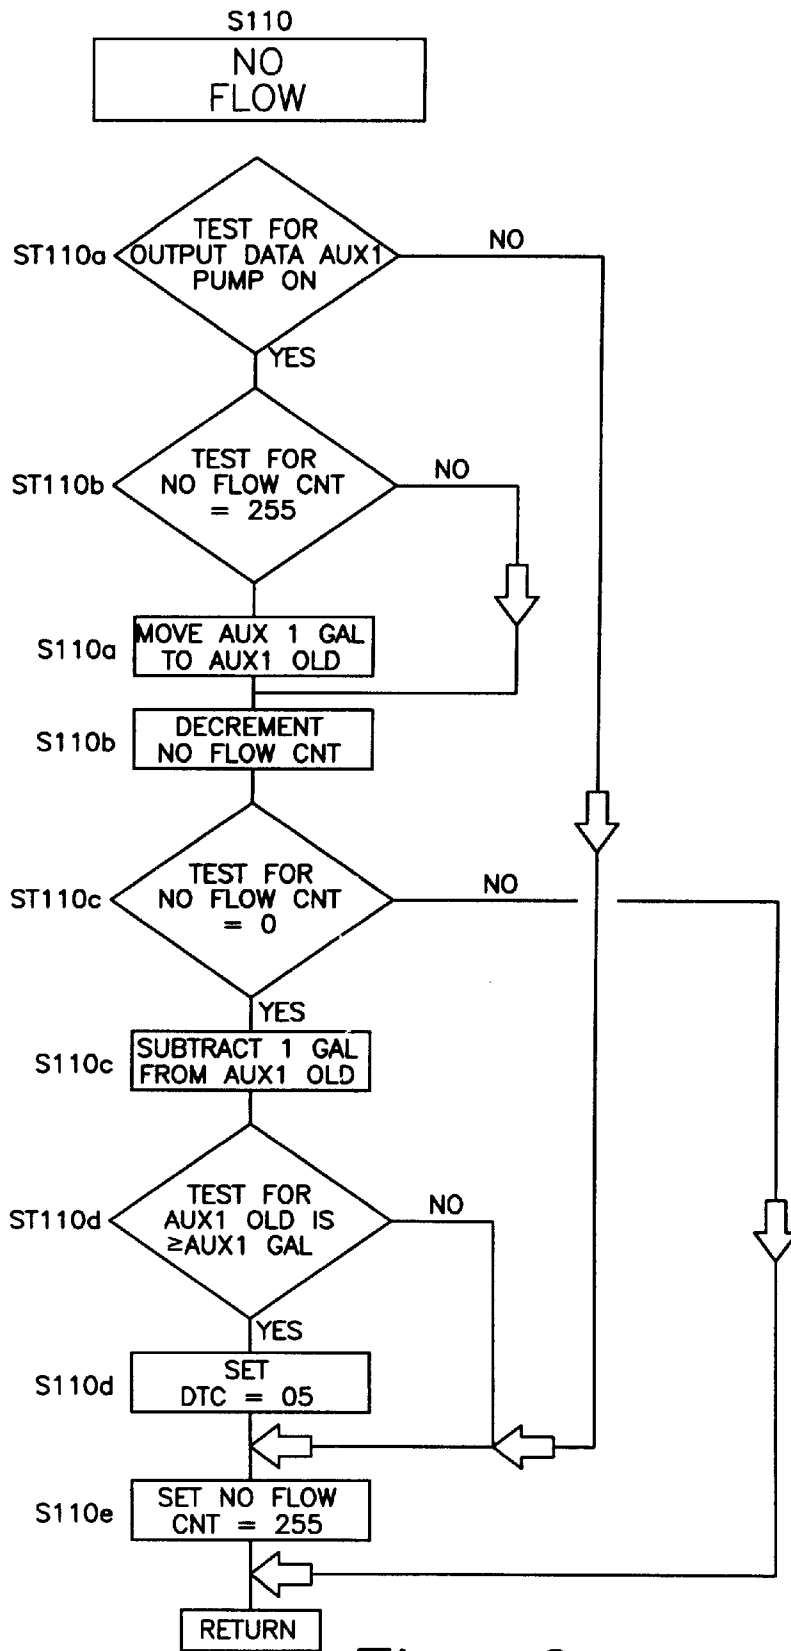 S110
NO
FLOW
TEST FOR
OUTPUT DATA AUX1
PUMP ON
ST110a
NO
YES
TEST FOR
NO FLOW CNT
= 255
ST110b
NO
MOVE AUX 1 GAL
TO AUX1 OLD
S110a
DECREMENT
NO FLOW CNT
S110b
TEST FOR
NO FLOW CNT
= 0
ST110c
NO
YES
SUBTRACT 1 GAL
FROM AUX1 OLD
S110c
TEST FOR
AUX1 OLD IS
≥AUX1 GAL
ST110d
NO
YES
SET
DTC = 05
S110d
SET NO FLOW
CNT = 255
S110e
RETURN